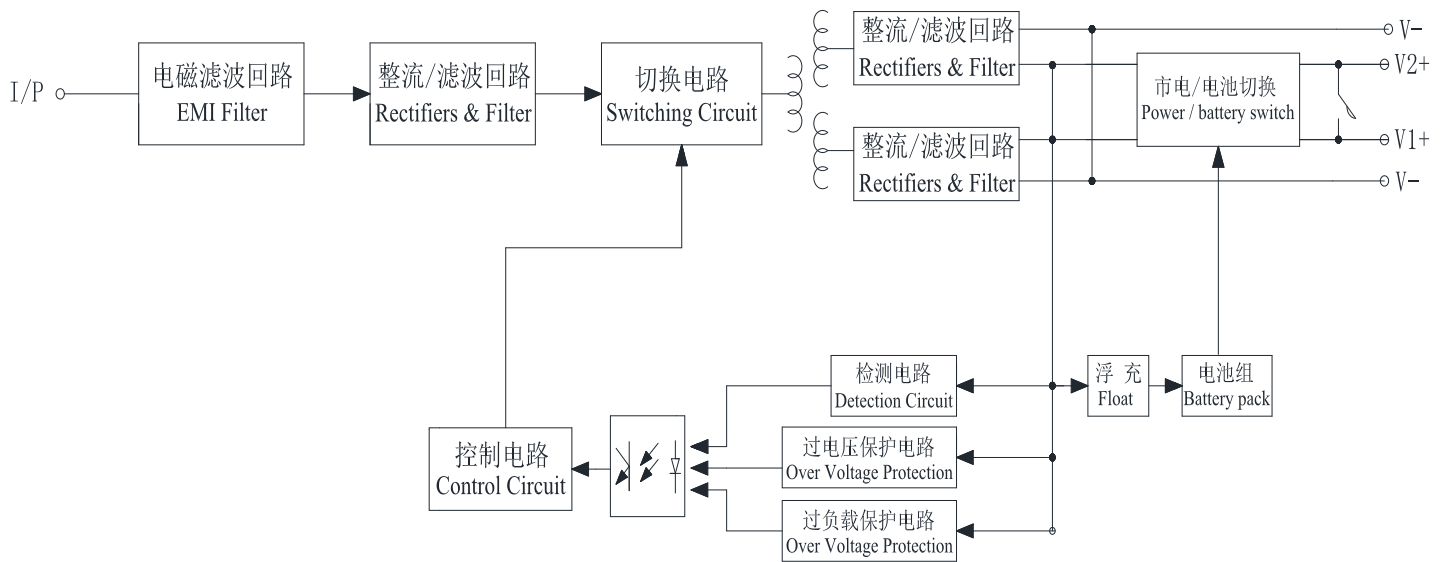 I/P
电磁滤波回路
EMI Filter
整流/滤波回路
Rectifiers & Filter
切换电路
Switching Circuit
整流/滤波回路
Rectifiers & Filter
整流/滤波回路
Rectifiers & Filter
市电/电池切换
Power / battery switch
V-
V2+
V1+
V-
检测电路
Detection Circuit
浮 充
Float
电池组
Battery pack
控制电路
Control Circuit
过电压保护电路
Over Voltage Protection
过负载保护电路
Over Voltage Protection